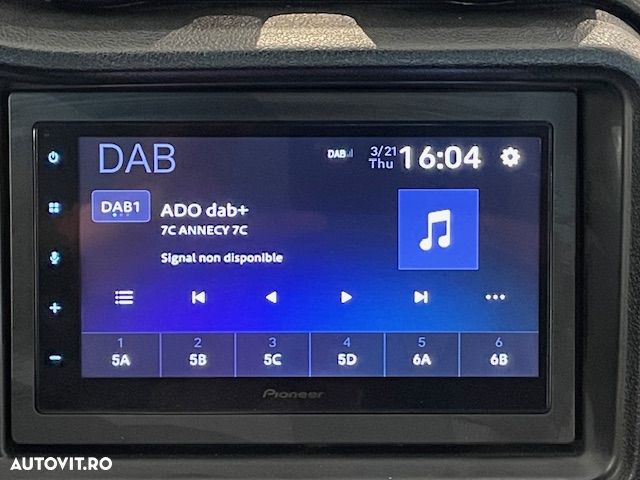 DAB
DAB
3/21
Thu
16:04
DAB1
ADO dab+
7C ANNECY 7C
Signal non disponible
1 2 3 4 5 6
5A 5B 5C 5D 6A 6B
Pioneer
AUTOVIT.RO